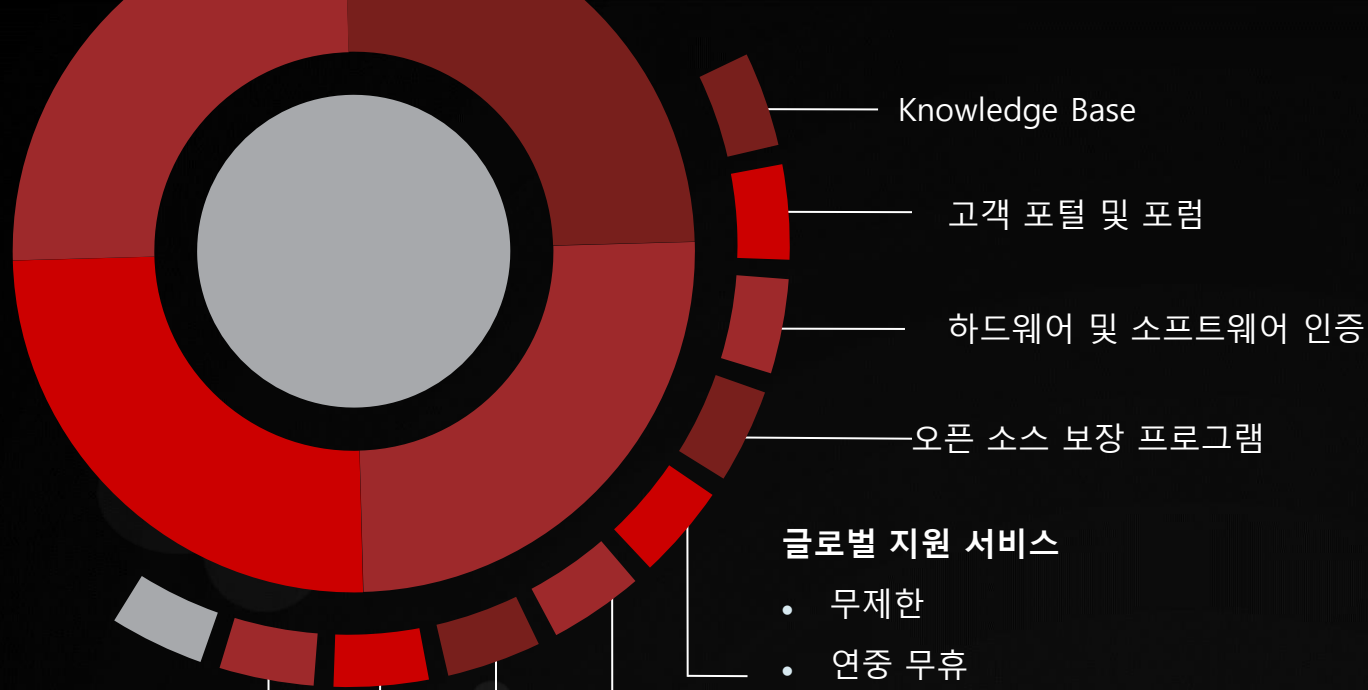 Knowledge Base
고객 포털 및 포럼
하드웨어 및 소프트웨어 인증
오픈 소스 보장 프로그램
글로벌 지원 서비스
• 무제한
• 연중 무휴